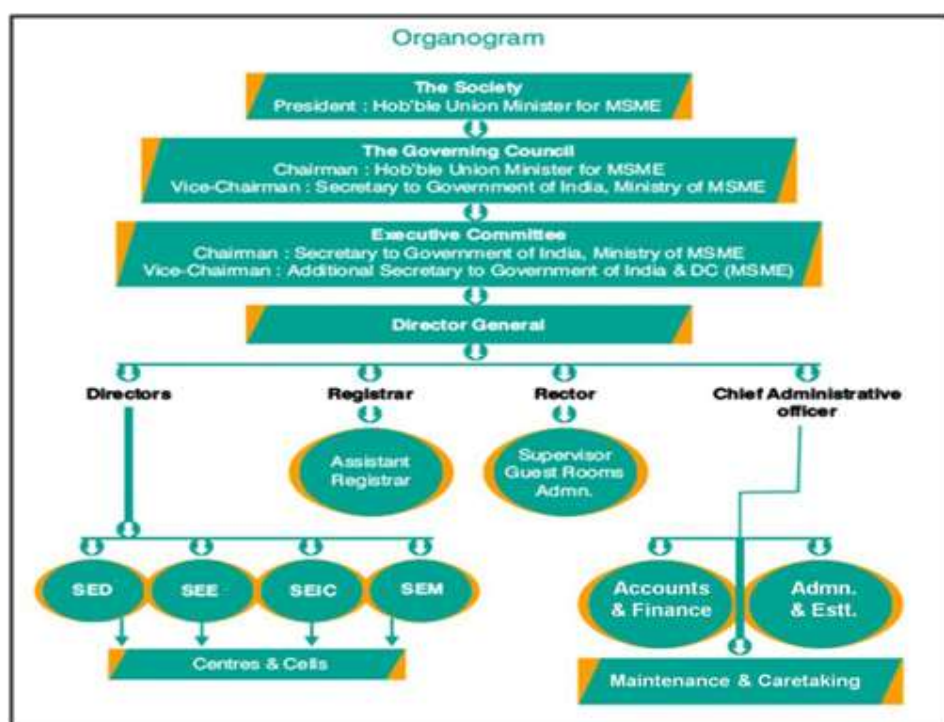 Organogram
The Society
President : Hob'ble Union Minister for MSME
The Governing Council
Chairman : Hob'ble Union Minister for MSME
Vice-Chairman : Secretary to Government of India, Ministry of MSME
Executive Committee
Chairman : Secretary to Government of India, Ministry of MSME
Vice-Chairman : Additional Secretary to Government of India & DC (MSME)
Director General
Directors
Registrar
Rector
Chief Administrative
officer
Assistant
Registrar
Supervisor
Guest Rooms
Admn.
SED
SEE
SEIC
SEM
Accounts
& Finance
Admn.
& Estt.
Centres & Cells
Maintenance & Caretaking